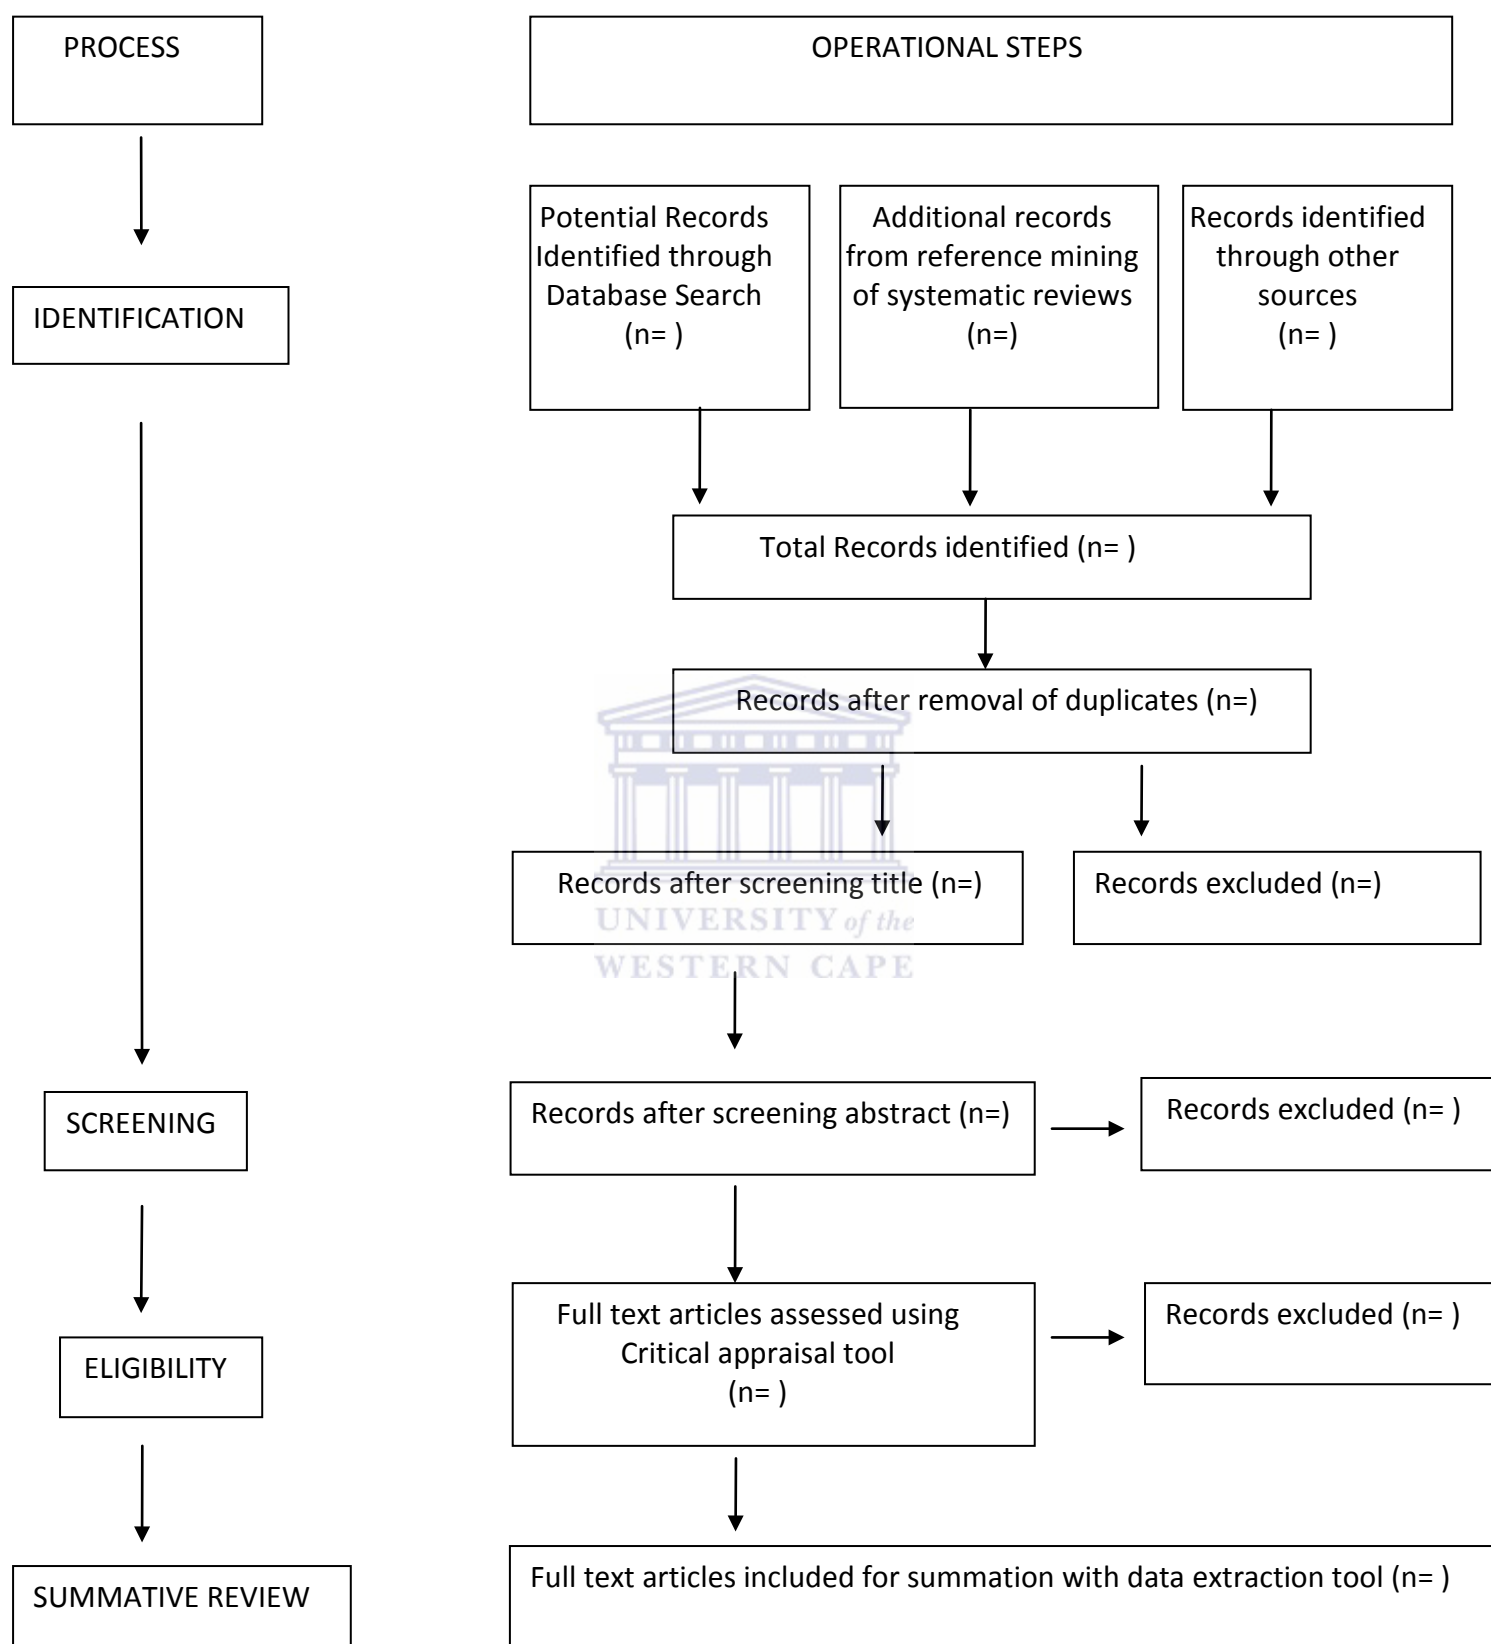 PROCESS
OPERATIONAL STEPS
Potential Records
Identified through
Database Search
(n= )
Additional records
from reference mining
of systematic reviews
(n=)
Records identified
through other
sources
(n= )
IDENTIFICATION
Total Records identified (n= )
Records after removal of duplicates (n=)
Records after screening title (n=)
Records excluded (n=)
UNIVERSITY of the
WESTERN CAPE
SCREENING
Records after screening abstract (n=)
Records excluded (n= )
ELIGIBILITY
Full text articles assessed using
Critical appraisal tool
(n= )
Records excluded (n= )
SUMMATIVE REVIEW
Full text articles included for summation with data extraction tool (n= )